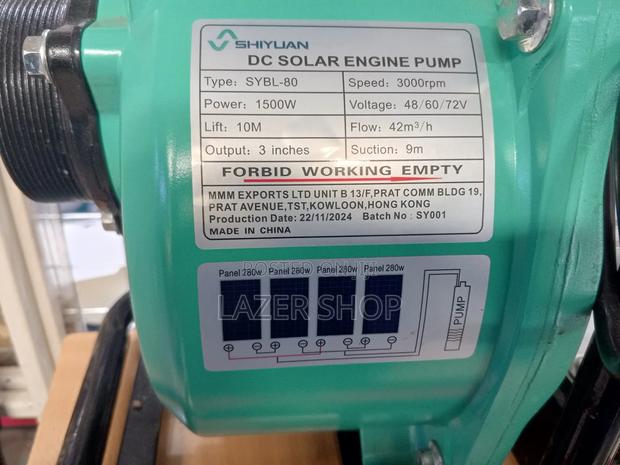 SHIYUAN
DC SOLAR ENGINE PUMP
Type: SYBL-80 Speed: 3000rpm
Power: 1500W Voltage: 48/60/72V
Lift: 10M Flow: 42m³/h
Output: 3 inches Suction: 9m
FORBID WORKING EMPTY
MMM EXPORTS LTD UNIT B 13/F,PRAT COMM BLDG 19,
PRAT AVENUE,TST,KOWLOON,HONG KONG
Production Date: 22/11/2024 Batch No : SY001
MADE IN CHINA
POSTED ON
Panel 280w Panel 280w Panel 280w Panel 280w
LAZER SHOP
PUMP